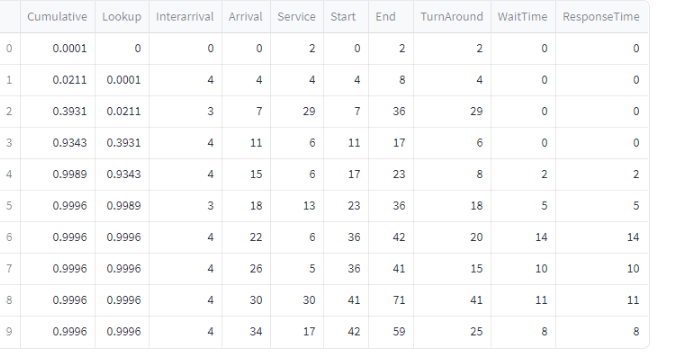 Cumulative Lookup Interarrival Arrival Service Start End TurnAround WaitTime ResponseTime
0 0.0001 0 0 0 2 0 2 2 0 0
1 0.0211 0.0001 4 4 4 4 8 4 0 0
2 0.3931 0.0211 3 7 29 7 36 29 0 0
3 0.9343 0.3931 4 11 6 11 17 6 0 0
4 0.9989 0.9343 4 15 6 17 23 8 2 2
5 0.9996 0.9989 3 18 13 23 36 18 5 5
6 0.9996 0.9996 4 22 6 36 42 20 14 14
7 0.9996 0.9996 4 26 5 36 41 15 10 10
8 0.9996 0.9996 4 30 30 41 71 41 11 11
9 0.9996 0.9996 4 34 17 42 59 25 8 8